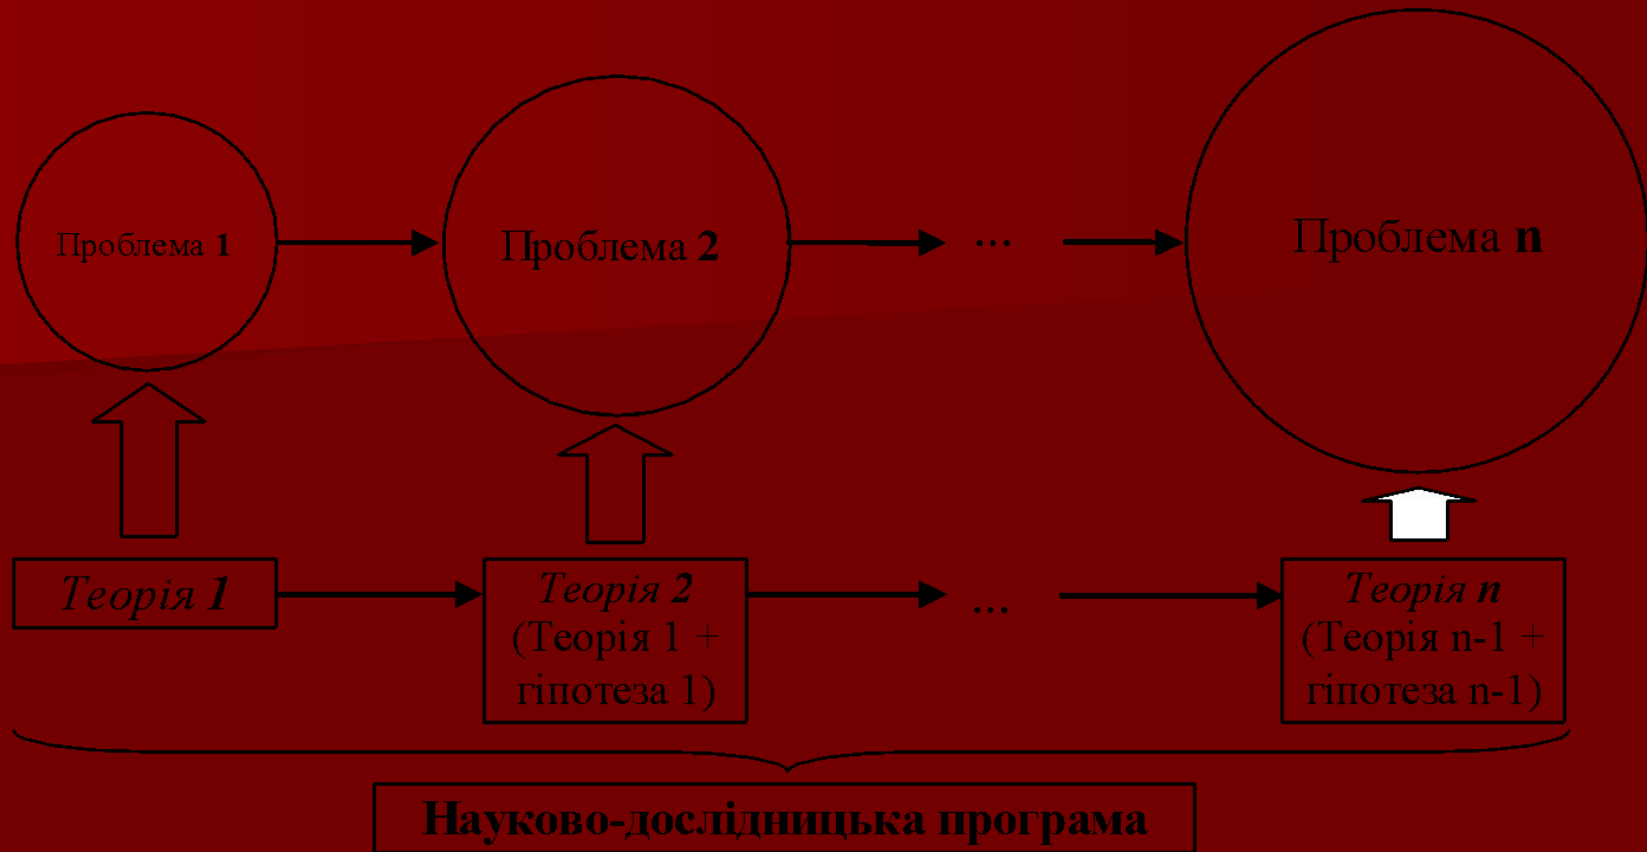 Проблема 1
Проблема 2
...
Проблема n
Теорія 1
Теорія 2
(Теорія 1 +
гіпотеза 1)
...
Теорія n
(Теорія n-1 +
гіпотеза n-1)
Науково-дослідницька програма